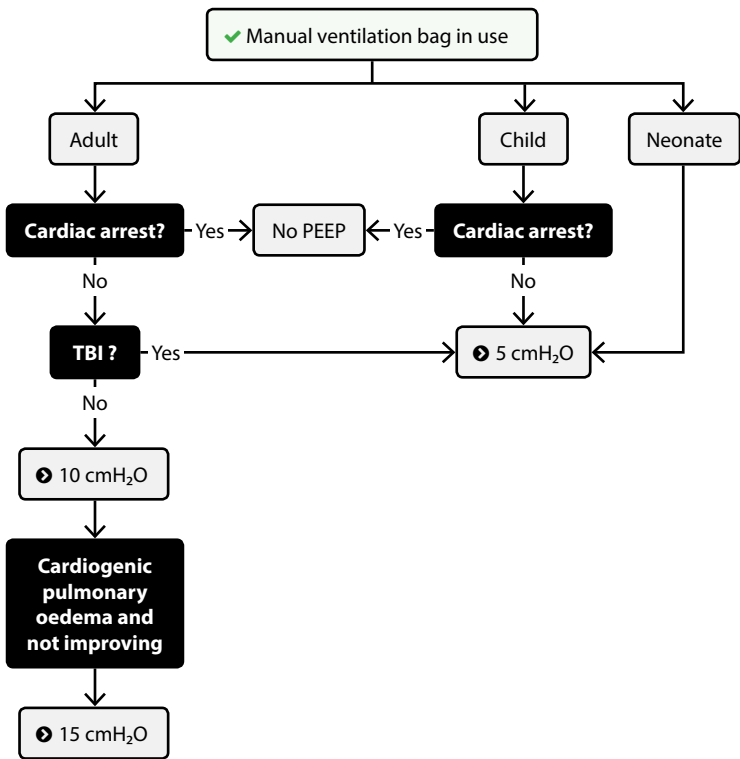 ✔ Manual ventilation bag in use
Adult
Child
Neonate
Cardiac arrest?
Yes
No PEEP
Yes
Cardiac arrest?
No
No
TBI ?
Yes
5 cmH₂O
No
10 cmH₂O
Cardiogenic
pulmonary
oedema and
not improving
15 cmH₂O